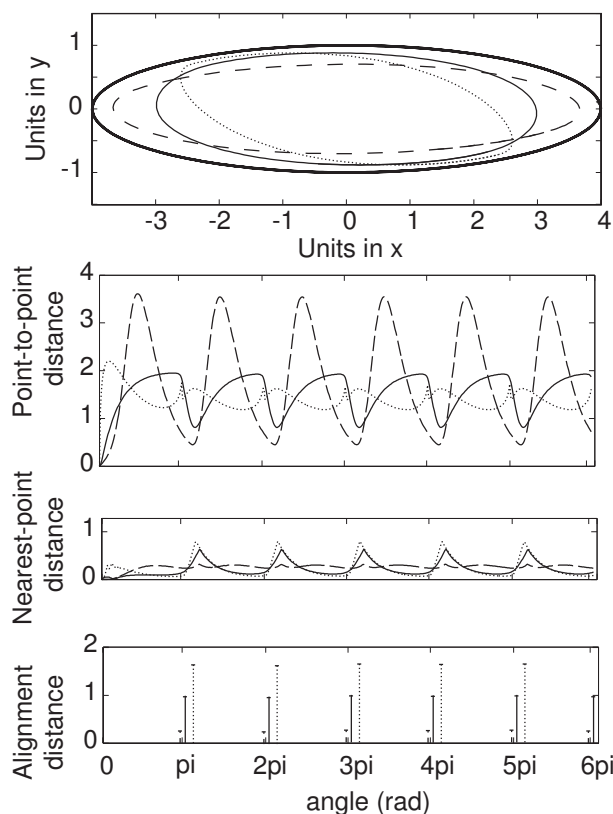 Units in y
1
0
-1
-3 -2 -1 0 1 2 3 4
Units in x
Point-to-point
distance
4
3
2
1
0
Nearest-point
distance
1
0
Alignment
distance
2
1
0
0 pi 2pi 3pi 4pi 5pi 6pi
angle (rad)